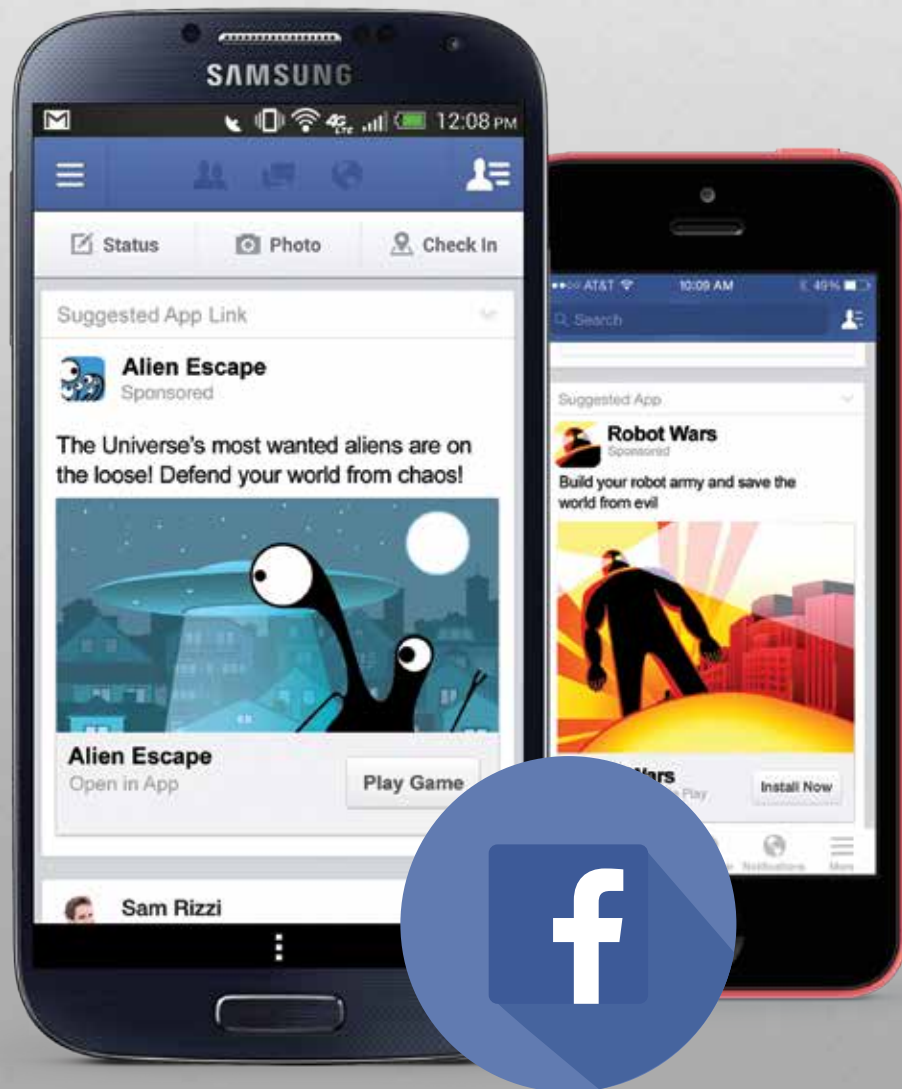 SAMSUNG
4G LTE 12:08 PM
Status Photo Check In
Suggested App Link
Alien Escape
Sponsored
The Universe's most wanted aliens are on
the loose! Defend your world from chaos!
Alien Escape
Open in App
Play Game
Sam Rizzi
AT&T 10:09 AM 49%
Search
Suggested App
Robot Wars
Sponsored
Build your robot army and save the
world from evil
Play
Install Now
Notifications More
f